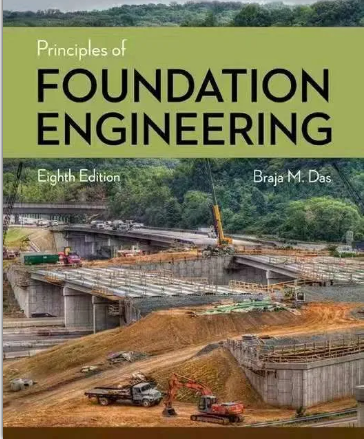 Principles of
FOUNDATION
ENGINEERING
Eighth Edition
Braja M. Das